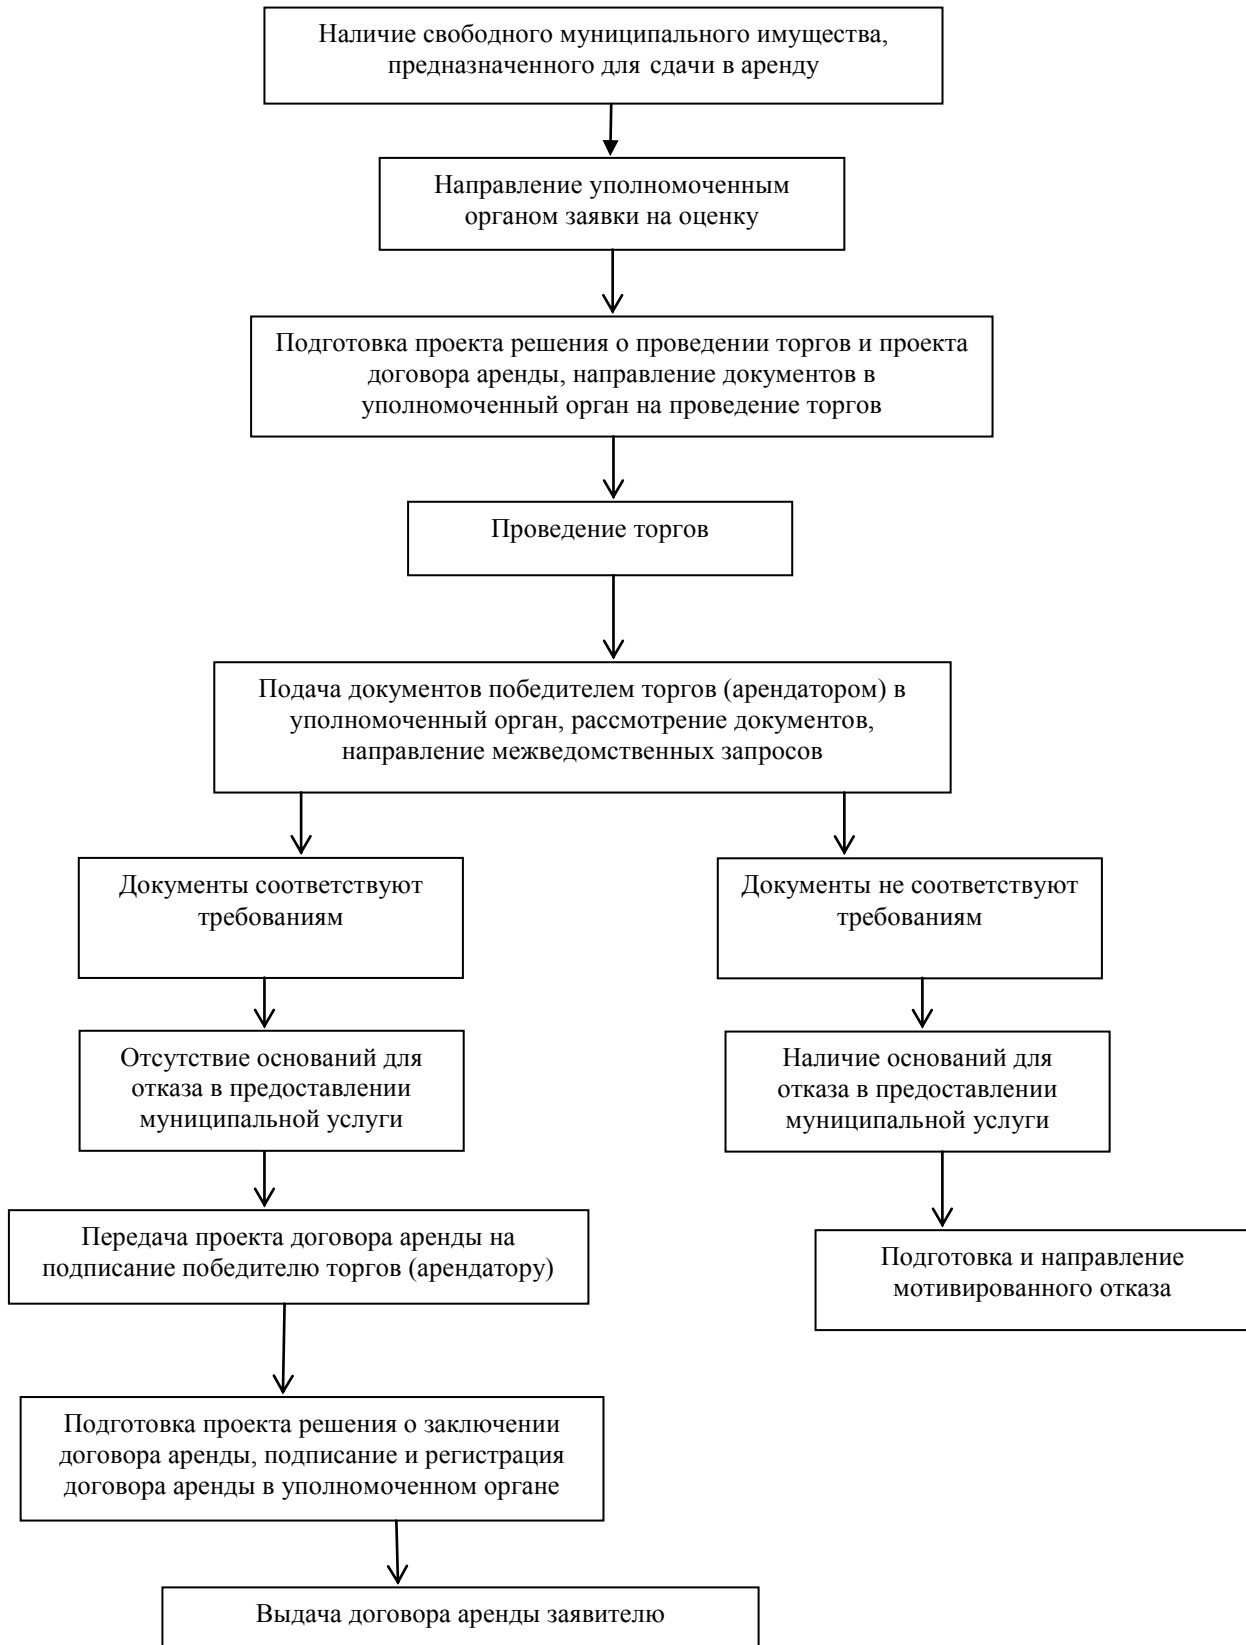 Наличие свободного муниципального имущества,
предназначенного для сдачи в аренду
Направление уполномоченным
органом заявки на оценку
Подготовка проекта решения о проведении торгов и проекта
договора аренды, направление документов в
уполномоченный орган на проведение торгов
Проведение торгов
Подача документов победителем торгов (арендатором) в
уполномоченный орган, рассмотрение документов,
направление межведомственных запросов
Документы соответствуют
требованиям
Документы не соответствуют
требованиям
Отсутствие оснований для
отказа в предоставлении
муниципальной услуги
Наличие оснований для
отказа в предоставлении
муниципальной услуги
Передача проекта договора аренды на
подписание победителю торгов (арендатору)
Подготовка и направление
мотивированного отказа
Подготовка проекта решения о заключении
договора аренды, подписание и регистрация
договора аренды в уполномоченном органе
Выдача договора аренды заявителю